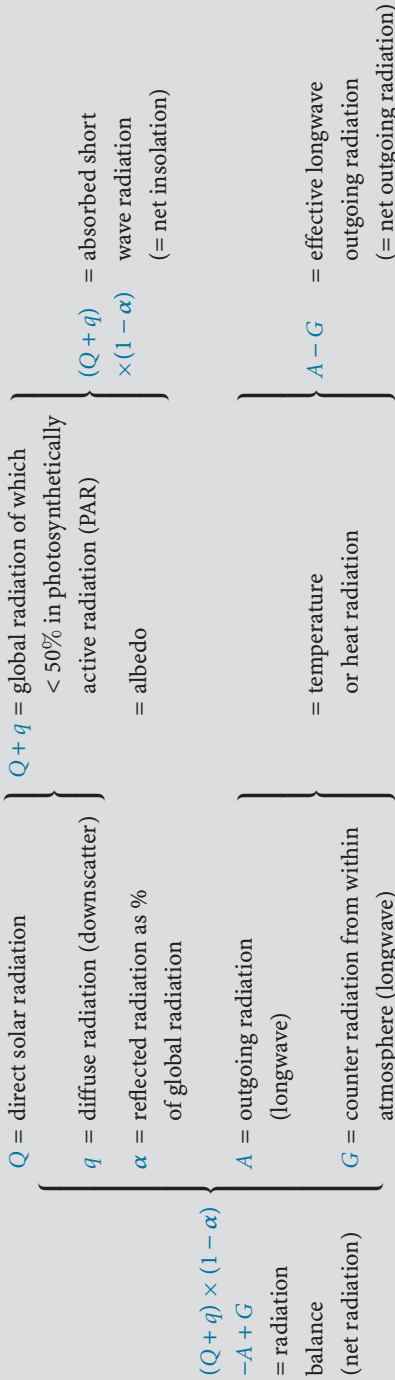 (Q + q) × (1 − α)
−A + G
= radiation
balance
(net radiation)
Q = direct solar radiation
q = diffuse radiation (downscatter)
α = reflected radiation as %
of global radiation
A = outgoing radiation
(longwave)
G = counter radiation from within
atmosphere (longwave)
Q + q = global radiation of which
< 50% in photosynthetically
active radiation (PAR)
= albedo
= temperature
or heat radiation
(Q + q) = absorbed short
×(1 − α) wave radiation
(= net insolation)
A − G = effective longwave
outgoing radiation
(= net outgoing radiation)